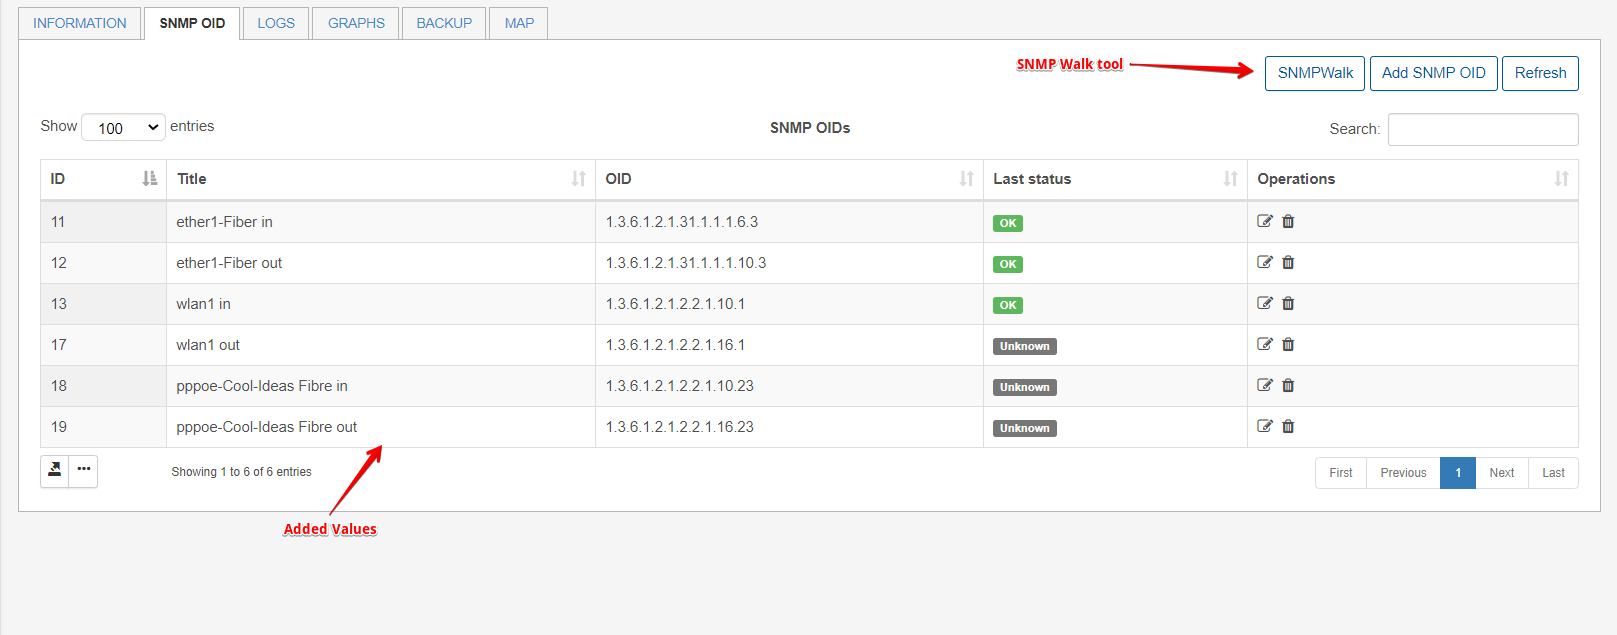 INFORMATION SNMP OID LOGS GRAPHS BACKUP MAP
SNMP Walk tool SNMPWalk Add SNMP OID Refresh
Show 100 entries SNMP OIDs Search:
ID Title OID Last status Operations
11 ether1-Fiber in 1.3.6.1.2.1.31.1.1.1.6.3 OK
12 ether1-Fiber out 1.3.6.1.2.1.31.1.1.1.10.3 OK
13 wlan1 in 1.3.6.1.2.1.2.2.1.10.1 OK
17 wlan1 out 1.3.6.1.2.1.2.2.1.16.1 Unknown
18 pppoe-Cool-Ideas Fibre in 1.3.6.1.2.1.2.2.1.10.23 Unknown
19 pppoe-Cool-Ideas Fibre out 1.3.6.1.2.1.2.2.1.16.23 Unknown
Showing 1 to 6 of 6 entries First Previous 1 Next Last
Added Values